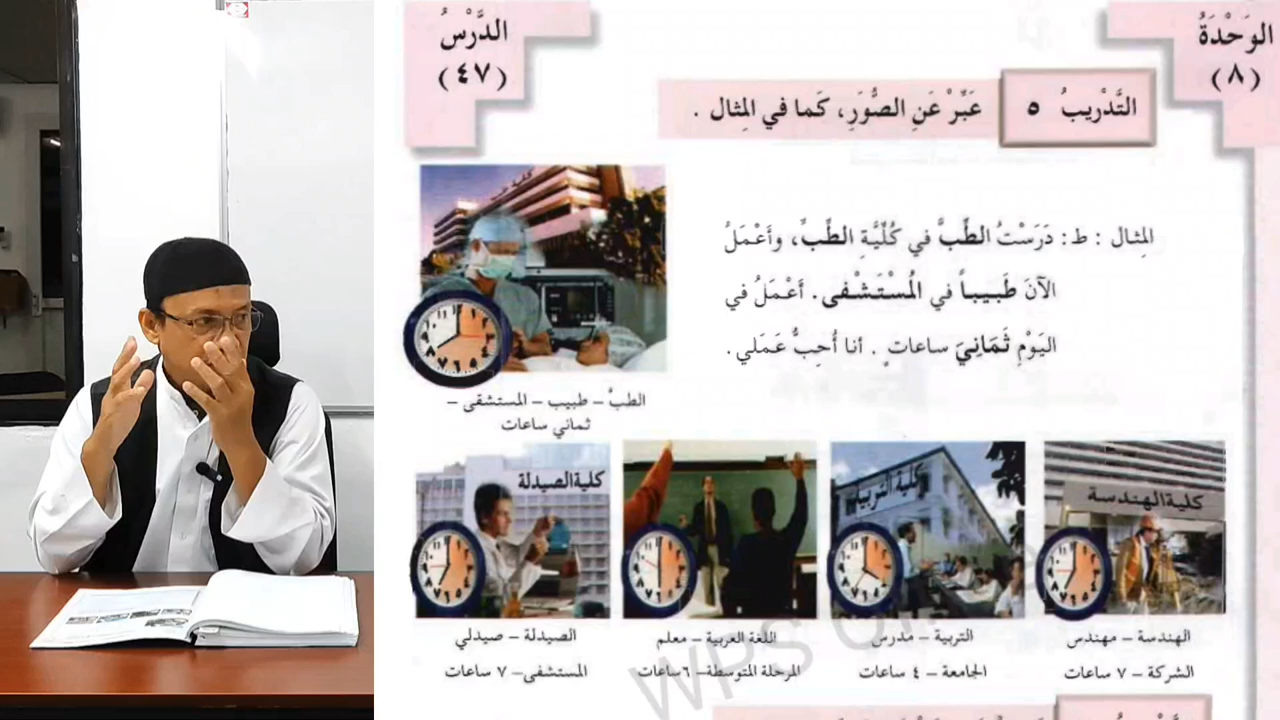 الوَحْدَةُ
(٨)
الدَّرْسُ
(٤٧)
التَّدْرِيبُ ٥
عَبِّرْ عَنِ الصُّوَرِ، كَما في المِثال .
المِثال : ط: دَرَسْتُ الطِّبَّ في كُلِّيَّةِ الطِّبِّ، وأَعْمَلُ
الآنَ طَبيباً في المُسْتَشْفى. أَعْمَلُ في
اليَوْمِ ثَمَانيَ ساعاتٍ . أنا أُحِبُّ عَمَلي.
الطبّ – طبيب – المستشفى –
ثماني ساعات
كلية الهندسة
كلية التربية
كلية الصيدلة
الهندسة – مهندس
الشركة – ٧ ساعات
التربية – مدرس
الجامعة – ٤ ساعات
اللغة العربية – معلم
المرحلة المتوسطة – ٦ ساعات
الصيدلة – صيدلي
المستشفى – ٧ ساعات
WPS